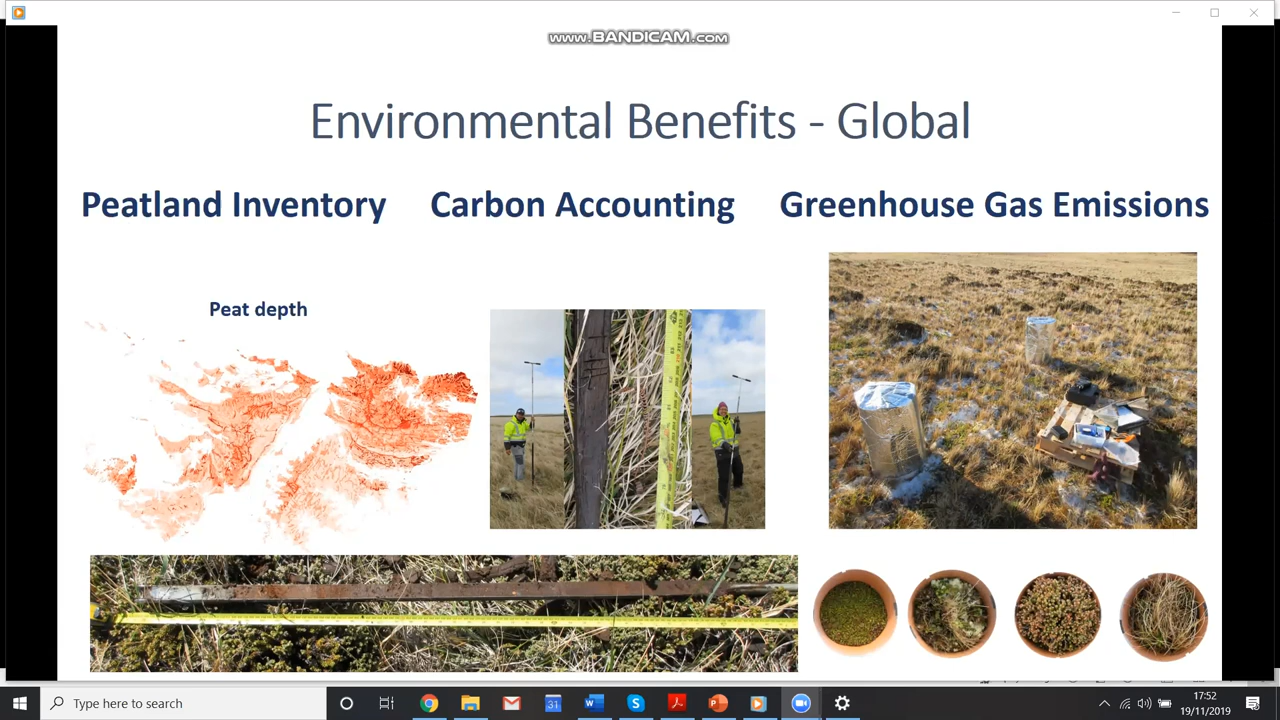 www.BANDICAM.com
Environmental Benefits - Global
Peatland Inventory
Carbon Accounting
Greenhouse Gas Emissions
Peat depth
Type here to search
31
17:52
19/11/2019